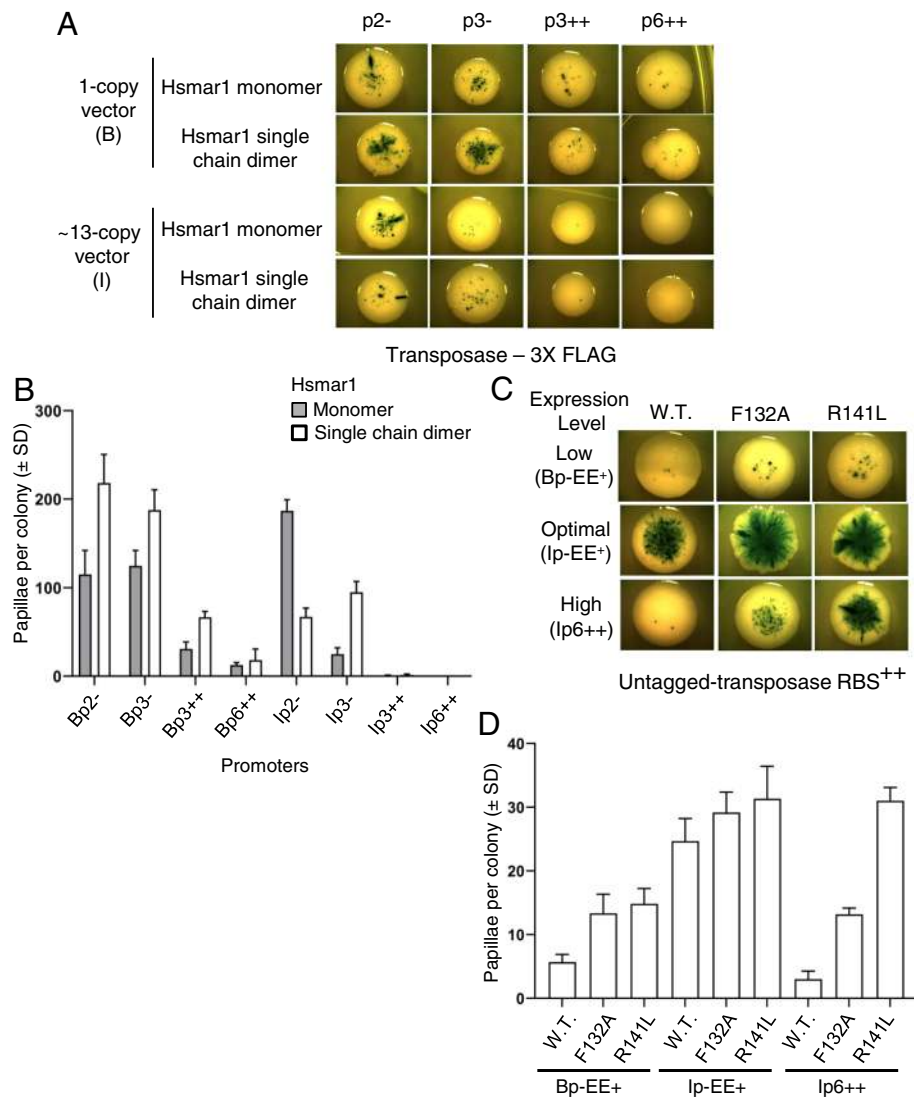 A
p2- p3- p3++ p6++
1-copy
vector
(B)
Hsmar1 monomer
Hsmar1 single
chain dimer
~13-copy
vector
(I)
Hsmar1 monomer
Hsmar1 single
chain dimer
Transposase – 3X FLAG
B
Hsmar1
Monomer
Single chain dimer
Papillae per colony (± SD)
300
200
100
0
Bp2- Bp3- Bp3++ Bp6++ Ip2- Ip3- Ip3++ Ip6++
Promoters
C
Expression
Level
W.T. F132A R141L
Low
(Bp-EE+)
Optimal
(Ip-EE+)
High
(Ip6++)
Untagged-transposase RBS++
D
Papillae per colony (± SD)
40
30
20
10
0
W.T. F132A R141L W.T. F132A R141L W.T. F132A R141L
Bp-EE+ Ip-EE+ Ip6++